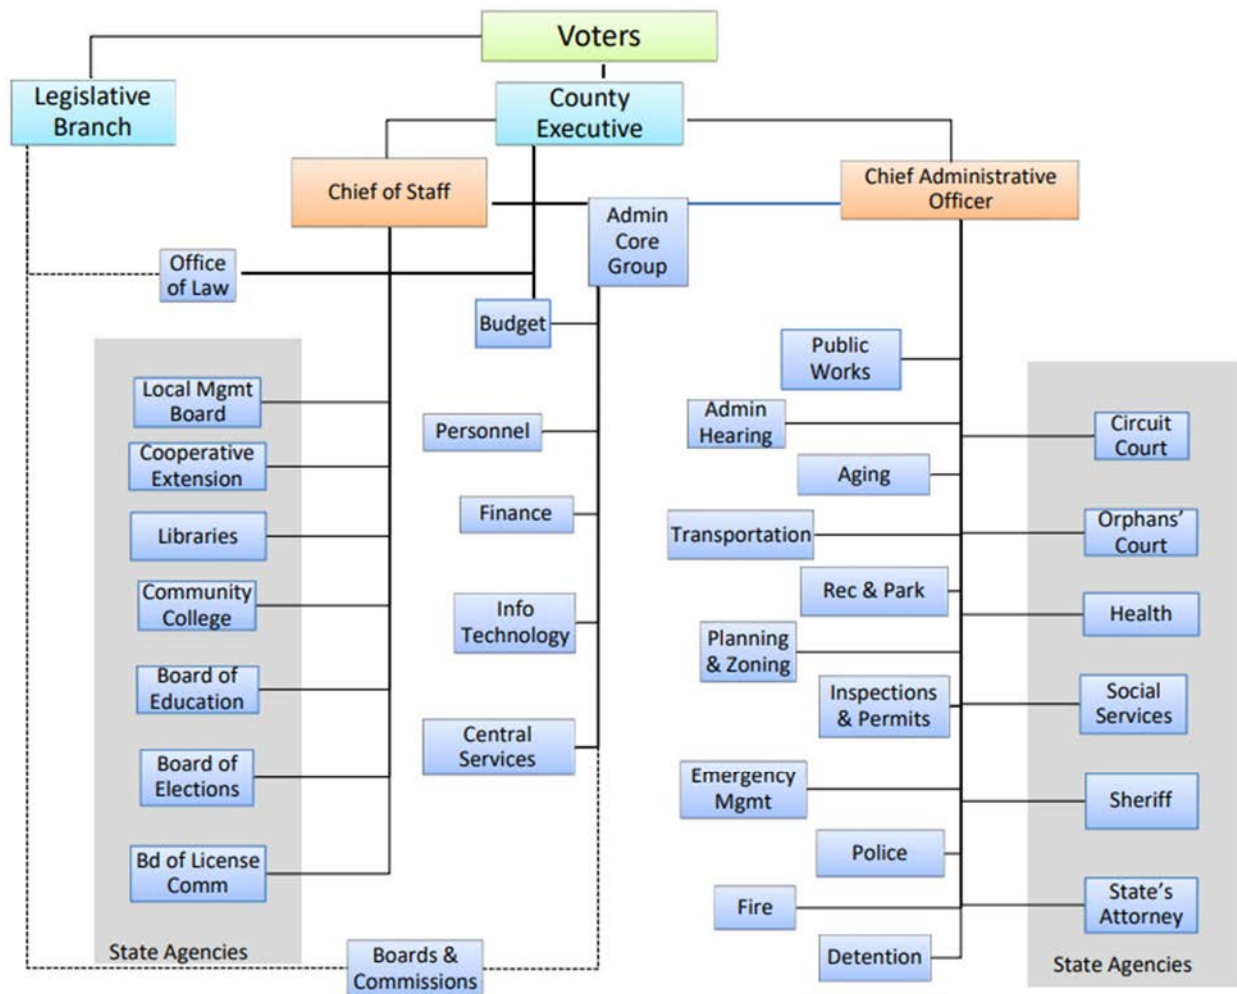 Voters
Legislative
Branch
County
Executive
Chief of Staff
Chief Administrative
Officer
Admin
Core
Group
Office
of Law
Budget
Personnel
Finance
Info
Technology
Central
Services
Local Mgmt
Board
Cooperative
Extension
Libraries
Community
College
Board of
Education
Board of
Elections
Bd of License
Comm
State Agencies
Boards &
Commissions
Public
Works
Admin
Hearing
Aging
Transportation
Rec & Park
Planning
& Zoning
Inspections
& Permits
Emergency
Mgmt
Police
Fire
Detention
Circuit
Court
Orphans’
Court
Health
Social
Services
Sheriff
State’s
Attorney
State Agencies